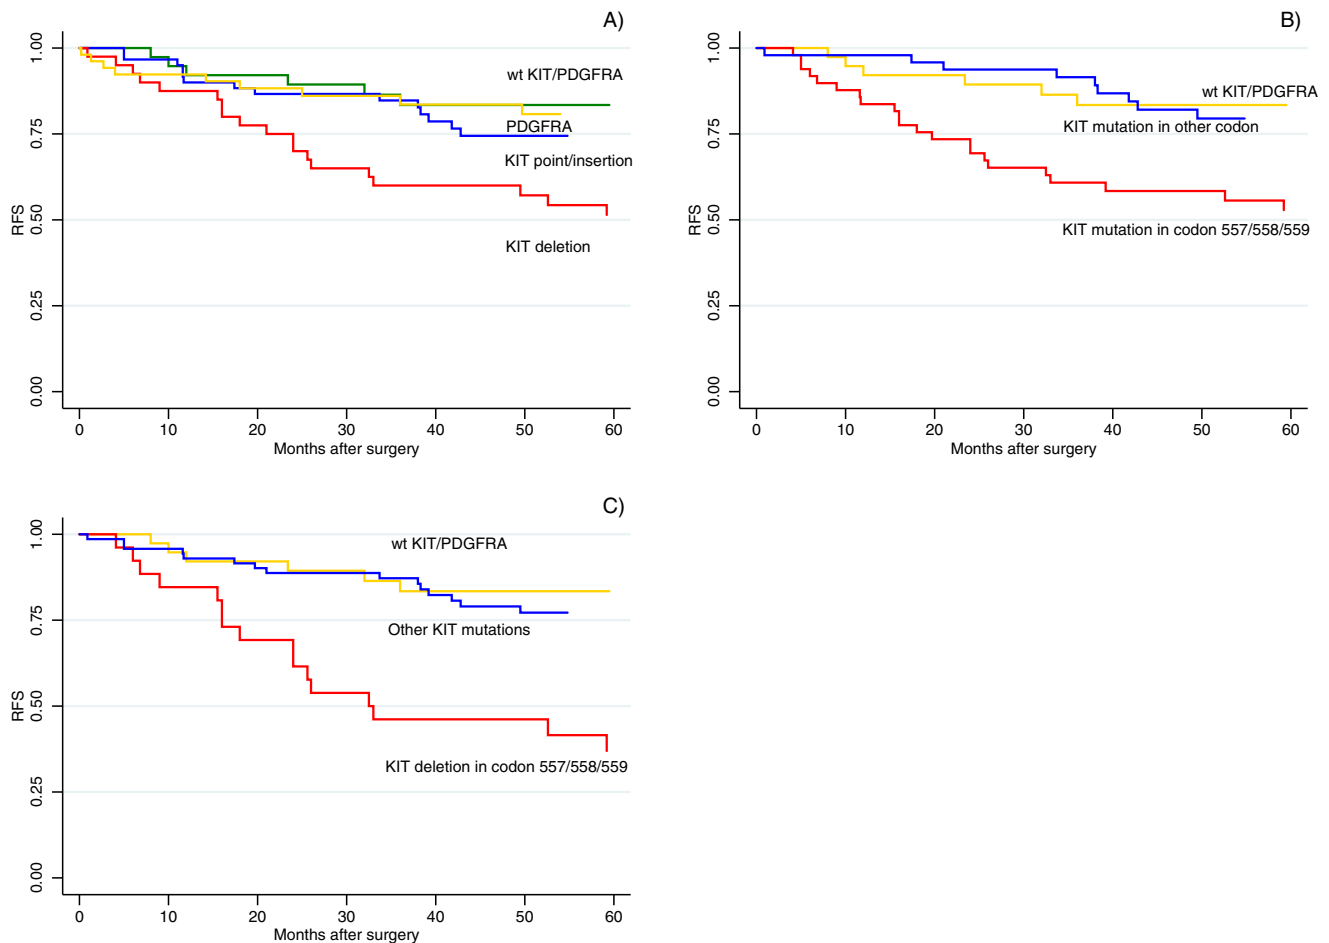 A)
1.00
0.75
0.50
0.25
0.00
RFS
wt KIT/PDGFRA
PDGFRA
KIT point/insertion
KIT deletion
0 10 20 30 40 50 60
Months after surgery
B)
1.00
0.75
0.50
0.25
0.00
RFS
wt KIT/PDGFRA
KIT mutation in other codon
KIT mutation in codon 557/558/559
0 10 20 30 40 50 60
Months after surgery
C)
1.00
0.75
0.50
0.25
0.00
RFS
wt KIT/PDGFRA
Other KIT mutations
KIT deletion in codon 557/558/559
0 10 20 30 40 50 60
Months after surgery